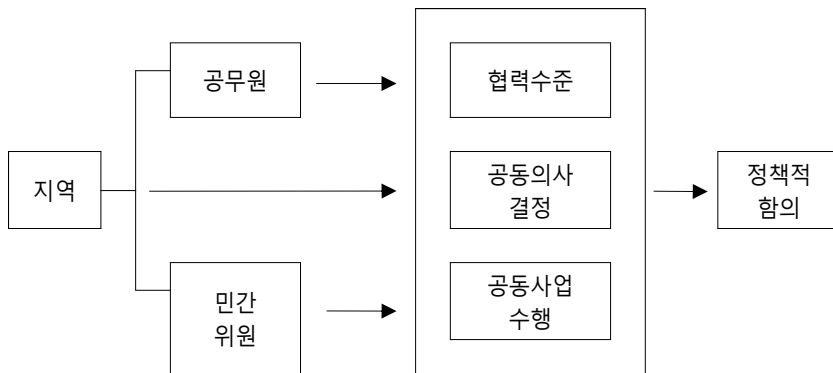 지역
공무원
민간
위원
협력수준
공동의사
결정
공동사업
수행
정책적
함의